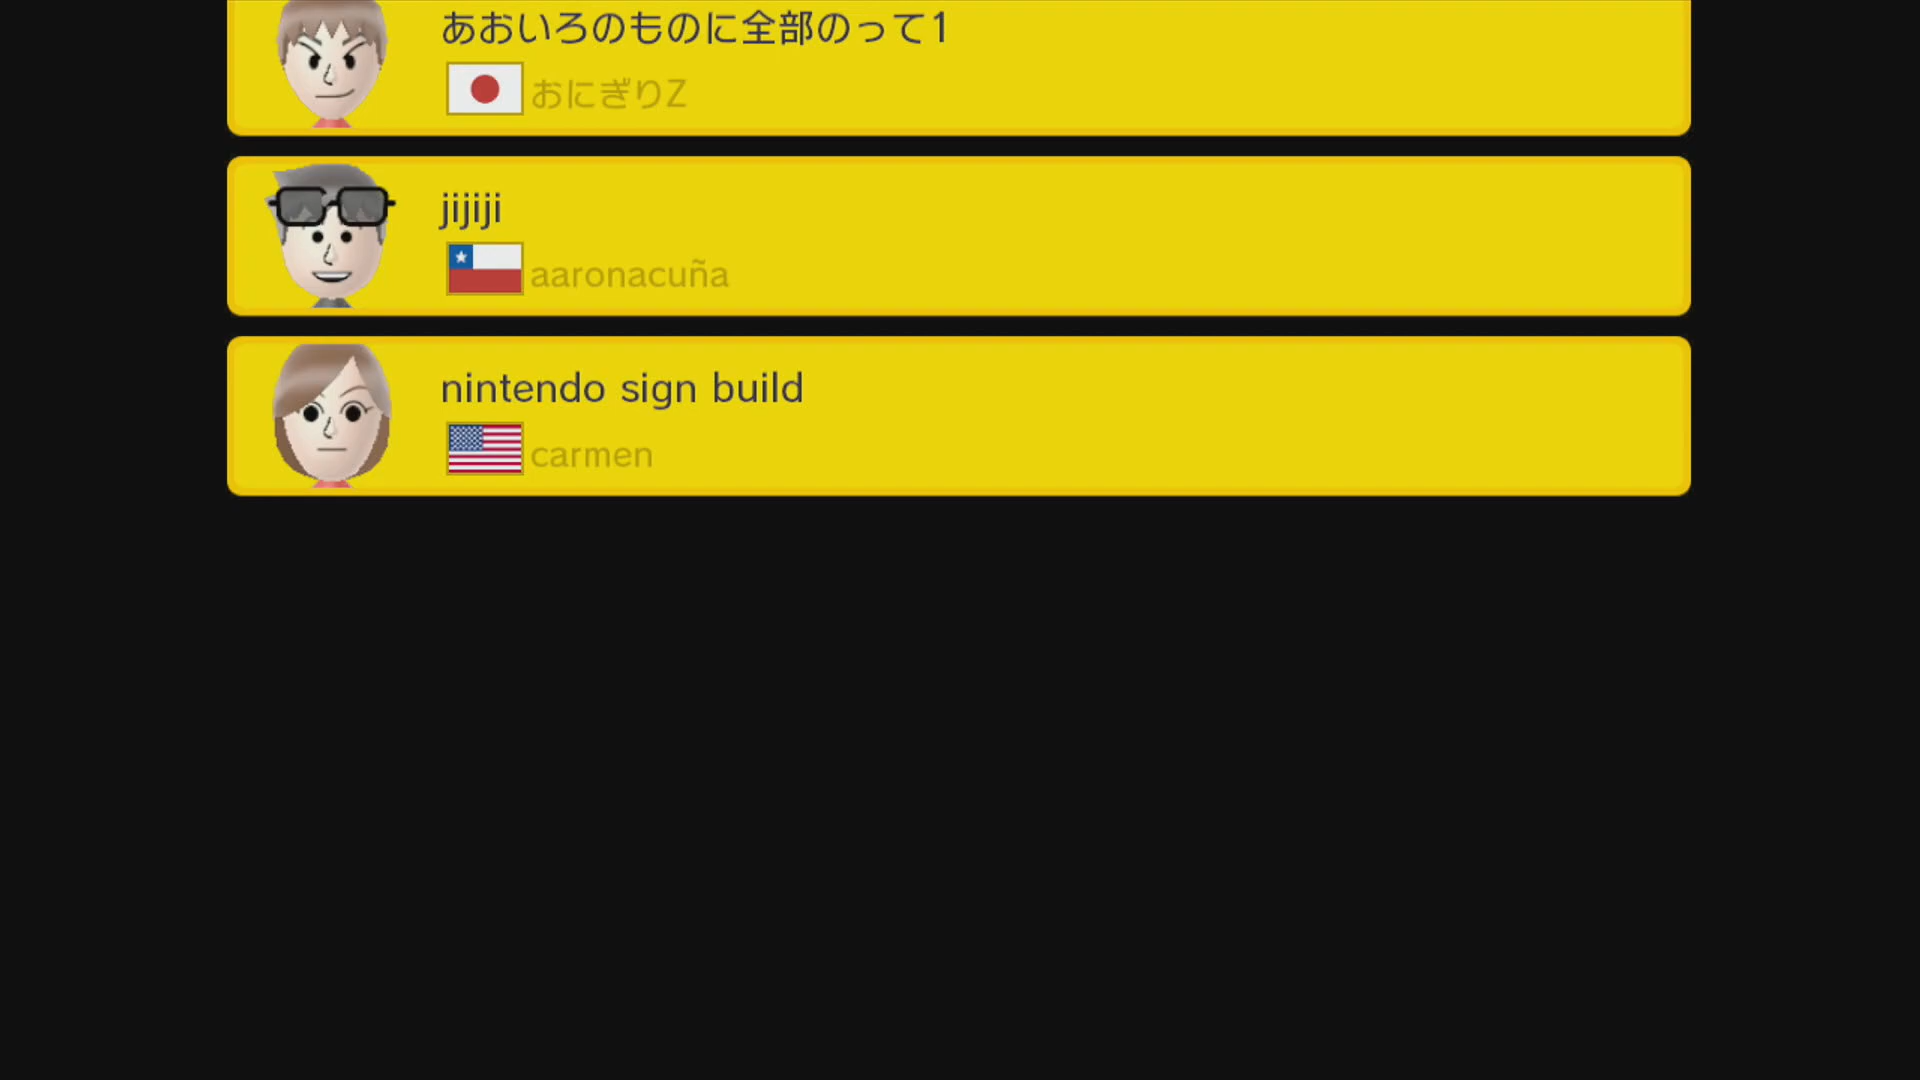 あおいろのものに全部のって1
おにぎりZ
jijiji
aaronacuña
nintendo sign build
carmen